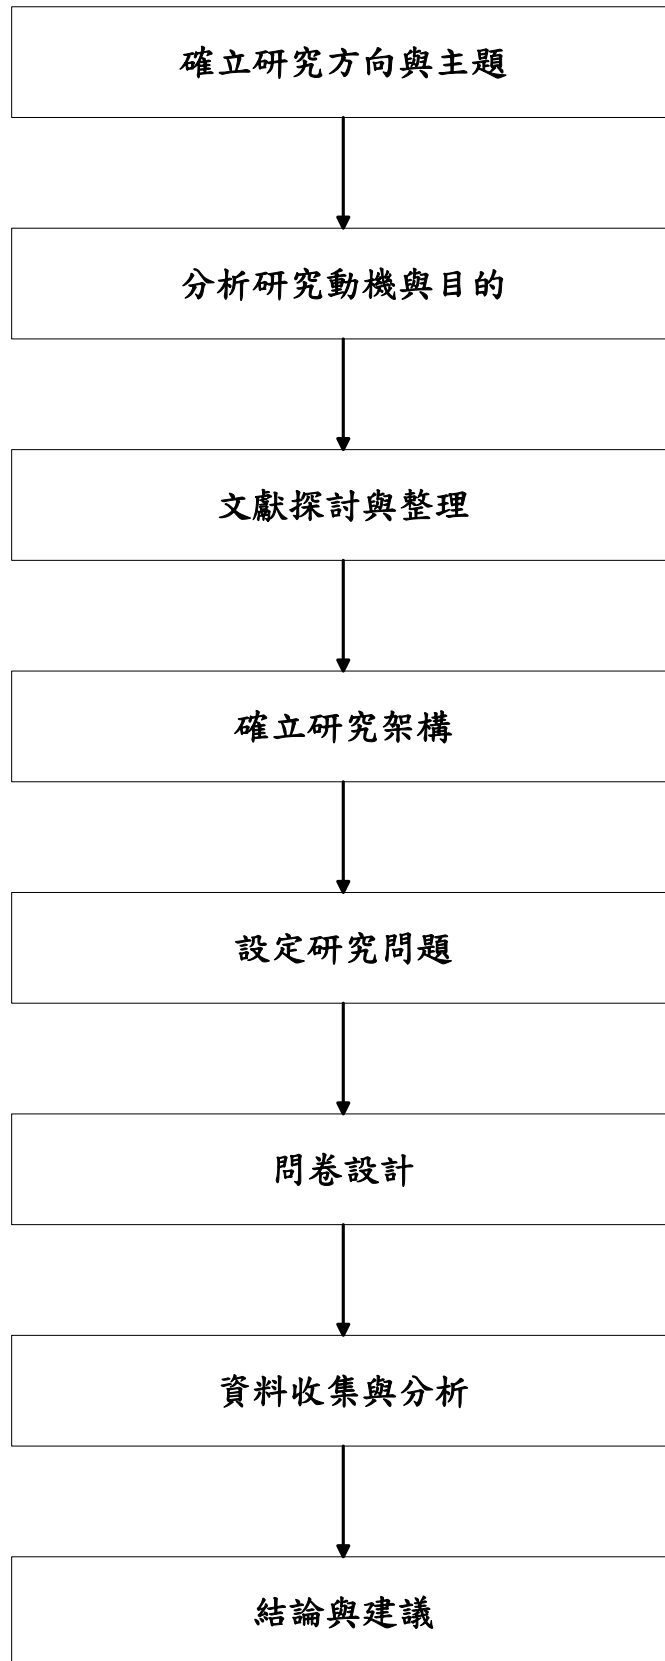 確立研究方向與主題
分析研究動機與目的
文獻探討與整理
確立研究架構
設定研究問題
問卷設計
資料收集與分析
結論與建議